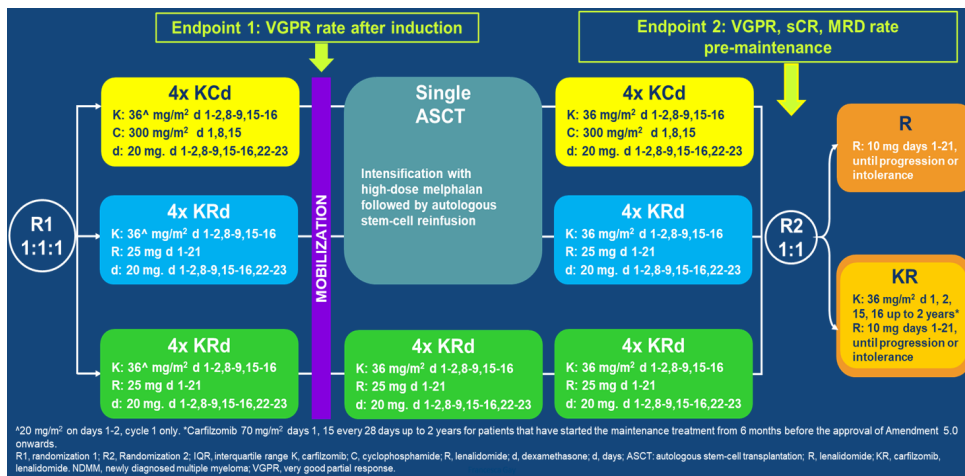 Endpoint 1: VGPR rate after induction
Endpoint 2: VGPR, sCR, MRD rate
pre-maintenance
R1
1:1:1
4x KCd
K: 36^ mg/m² d 1-2,8-9,15-16
C: 300 mg/m² d 1,8,15
d: 20 mg. d 1-2,8-9,15-16,22-23
4x KRd
K: 36^ mg/m² d 1-2,8-9,15-16
R: 25 mg d 1-21
d: 20 mg. d 1-2,8-9,15-16,22-23
4x KRd
K: 36^ mg/m² d 1-2,8-9,15-16
R: 25 mg d 1-21
d: 20 mg. d 1-2,8-9,15-16,22-23
MOBILIZATION
Single
ASCT
Intensification with
high-dose melphalan
followed by autologous
stem-cell reinfusion
4x KRd
K: 36 mg/m² d 1-2,8-9,15-16
R: 25 mg d 1-21
d: 20 mg. d 1-2,8-9,15-16,22-23
4x KCd
K: 36 mg/m² d 1-2,8-9,15-16
C: 300 mg/m² d 1,8,15
d: 20 mg. d 1-2,8-9,15-16,22-23
4x KRd
K: 36 mg/m² d 1-2,8-9,15-16
R: 25 mg d 1-21
d: 20 mg. d 1-2,8-9,15-16,22-23
4x KRd
K: 36 mg/m² d 1-2,8-9,15-16
R: 25 mg d 1-21
d: 20 mg. d 1-2,8-9,15-16,22-23
R2
1:1
R
R: 10 mg days 1-21,
until progression or
intolerance
KR
K: 36 mg/m² d 1, 2,
15, 16 up to 2 years*
R: 10 mg days 1-21,
until progression or
intolerance
^20 mg/m² on days 1-2, cycle 1 only. *Carfilzomib 70 mg/m² days 1, 15 every 28 days up to 2 years for patients that have started the maintenance treatment from 6 months before the approval of Amendment 5.0
onwards.
R1, randomization 1; R2, Randomization 2; IQR, interquartile range K, carfilzomib; C, cyclophosphamide; R, lenalidomide; d, dexamethasone; d, days; ASCT: autologous stem-cell transplantation; R, lenalidomide; KR, carfilzomib,
lenalidomide. NDMM, newly diagnosed multiple myeloma; VGPR, very good partial response.